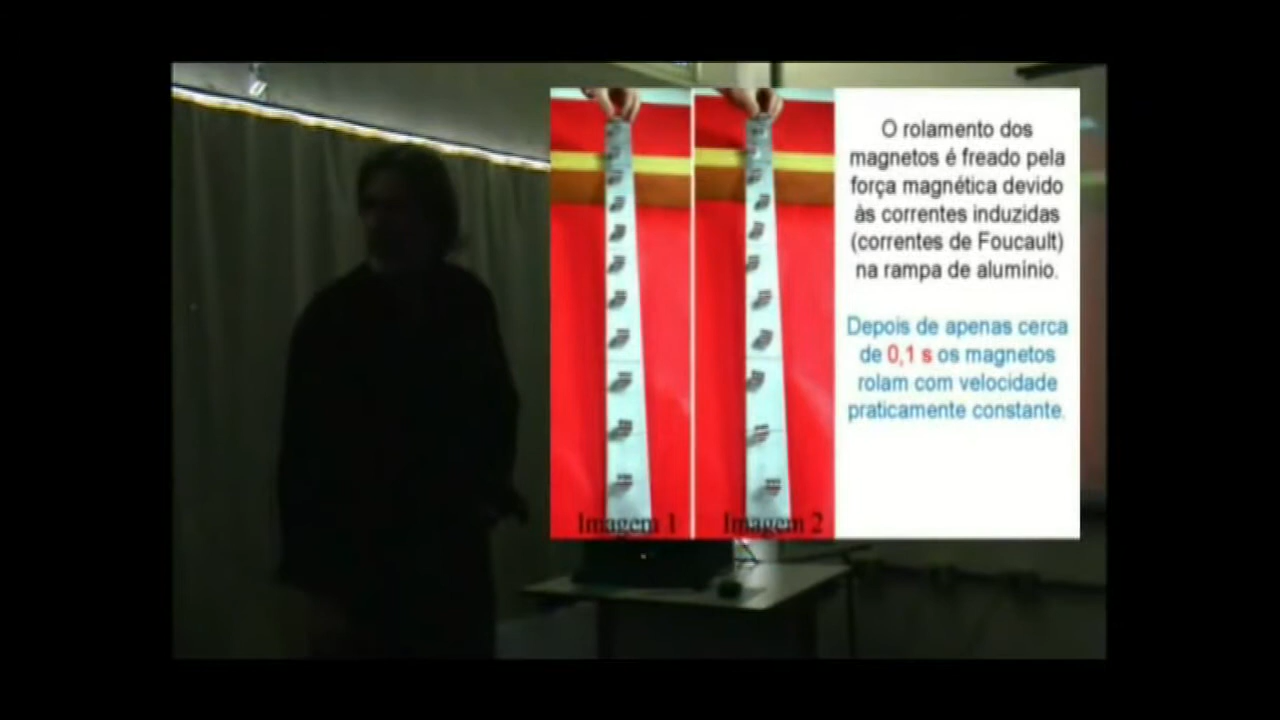 O rolamento dos
magnetos é freado pela
força magnética devido
às correntes induzidas
(correntes de Foucault)
na rampa de alumínio.
Depois de apenas cerca
de 0,1 s os magnetos
rolam com velocidade
praticamente constante.
Imagem 1
Imagem 2